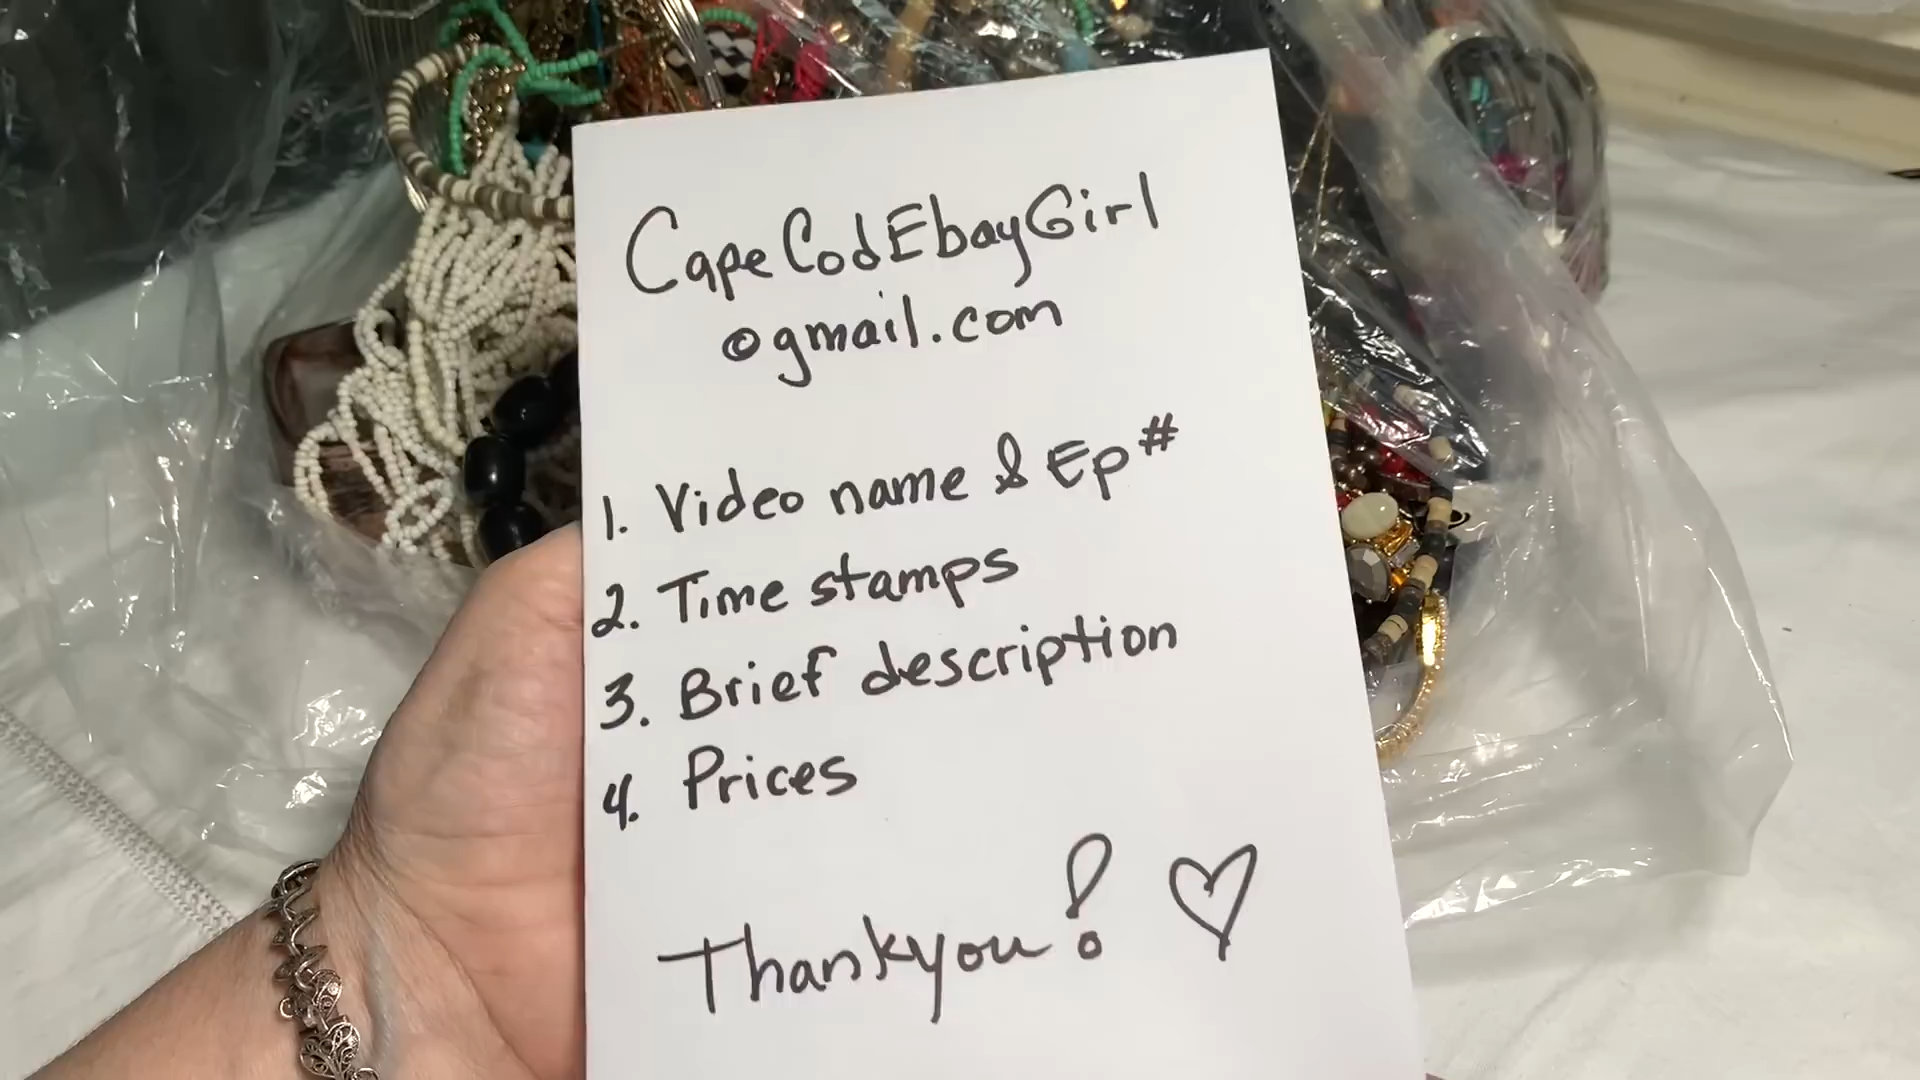 CapeCodEbayGirl
@gmail.com
1. Video name & Ep#
2. Time stamps
3. Brief description
4. Prices
Thankyou! ♡